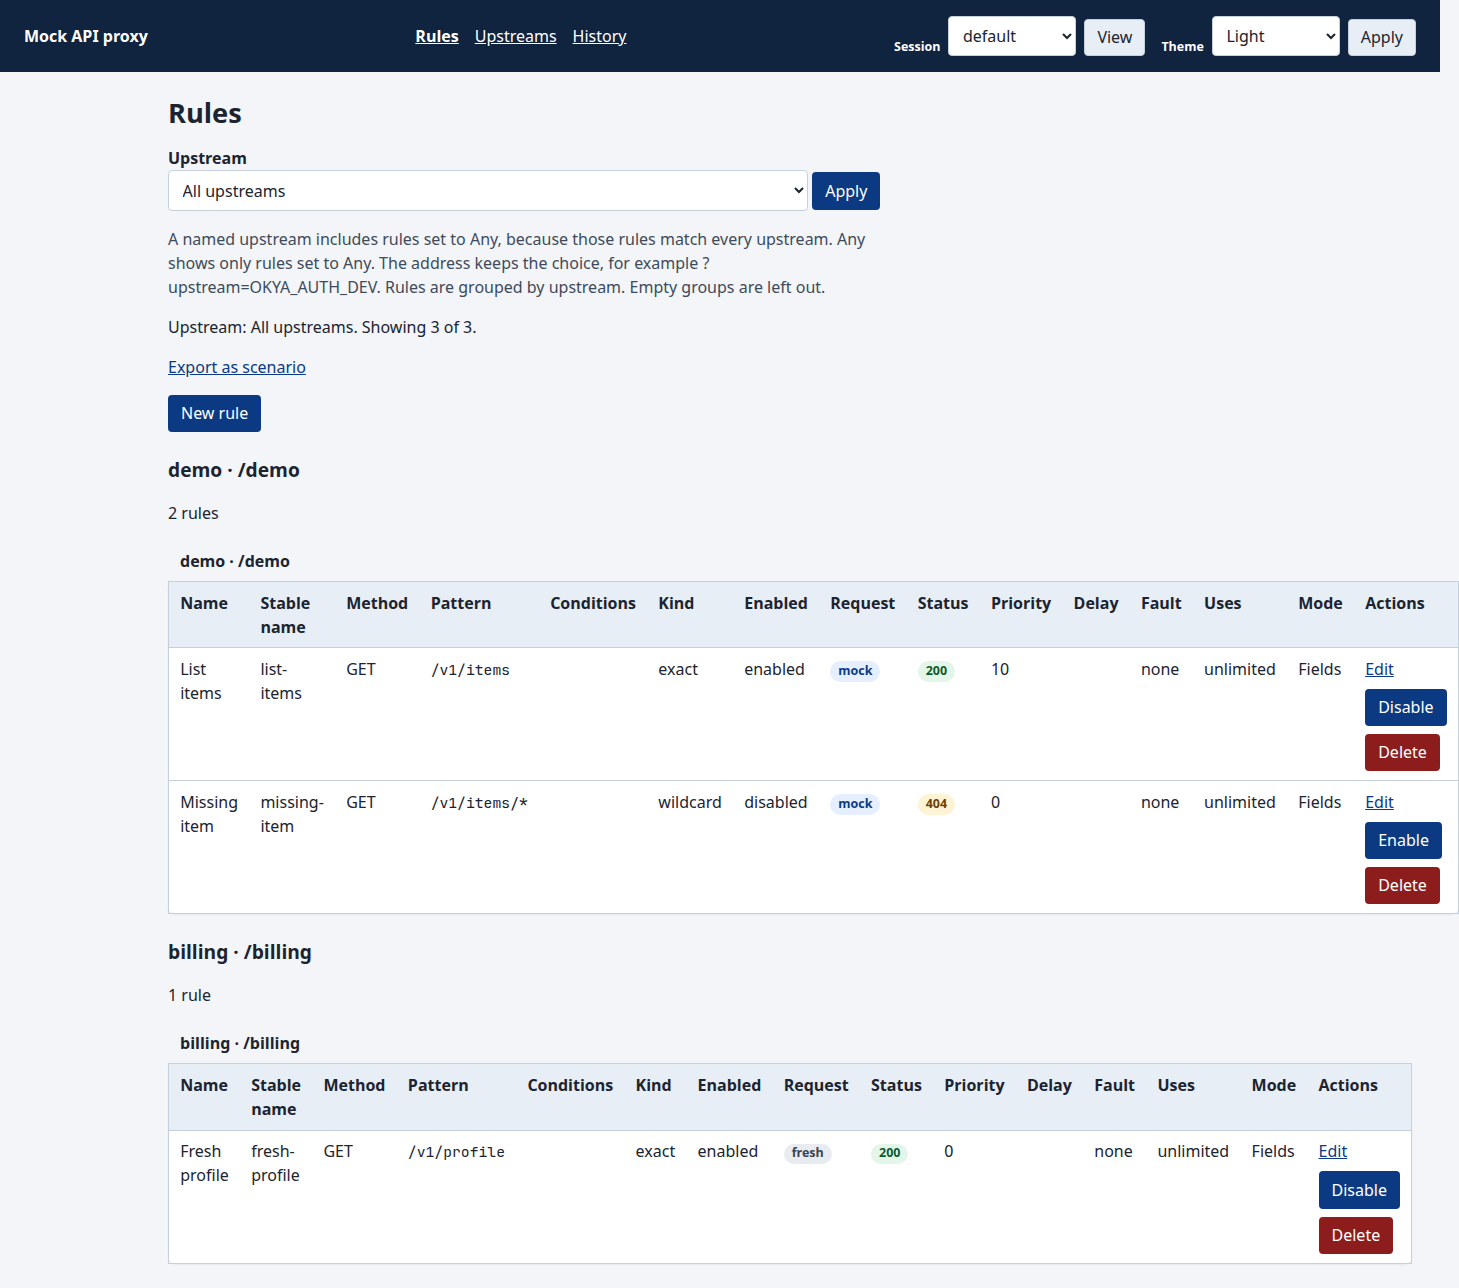 Mock API proxy
Rules Upstreams History
Session default View Theme Light Apply
Rules
Upstream
All upstreams Apply
A named upstream includes rules set to Any, because those rules match every upstream. Any
shows only rules set to Any. The address keeps the choice, for example ?
upstream=OKYA_AUTH_DEV. Rules are grouped by upstream. Empty groups are left out.
Upstream: All upstreams. Showing 3 of 3.
Export as scenario
New rule
demo · /demo
2 rules
demo · /demo
Name Stable name Method Pattern Conditions Kind Enabled Request Status Priority Delay Fault Uses Mode Actions
List items list-items GET /v1/items exact enabled mock 200 10 none unlimited Fields Edit
Disable
Delete
Missing item missing-item GET /v1/items/* wildcard disabled mock 404 0 none unlimited Fields Edit
Enable
Delete
billing · /billing
1 rule
billing · /billing
Name Stable name Method Pattern Conditions Kind Enabled Request Status Priority Delay Fault Uses Mode Actions
Fresh profile fresh-profile GET /v1/profile exact enabled fresh 200 0 none unlimited Fields Edit
Disable
Delete